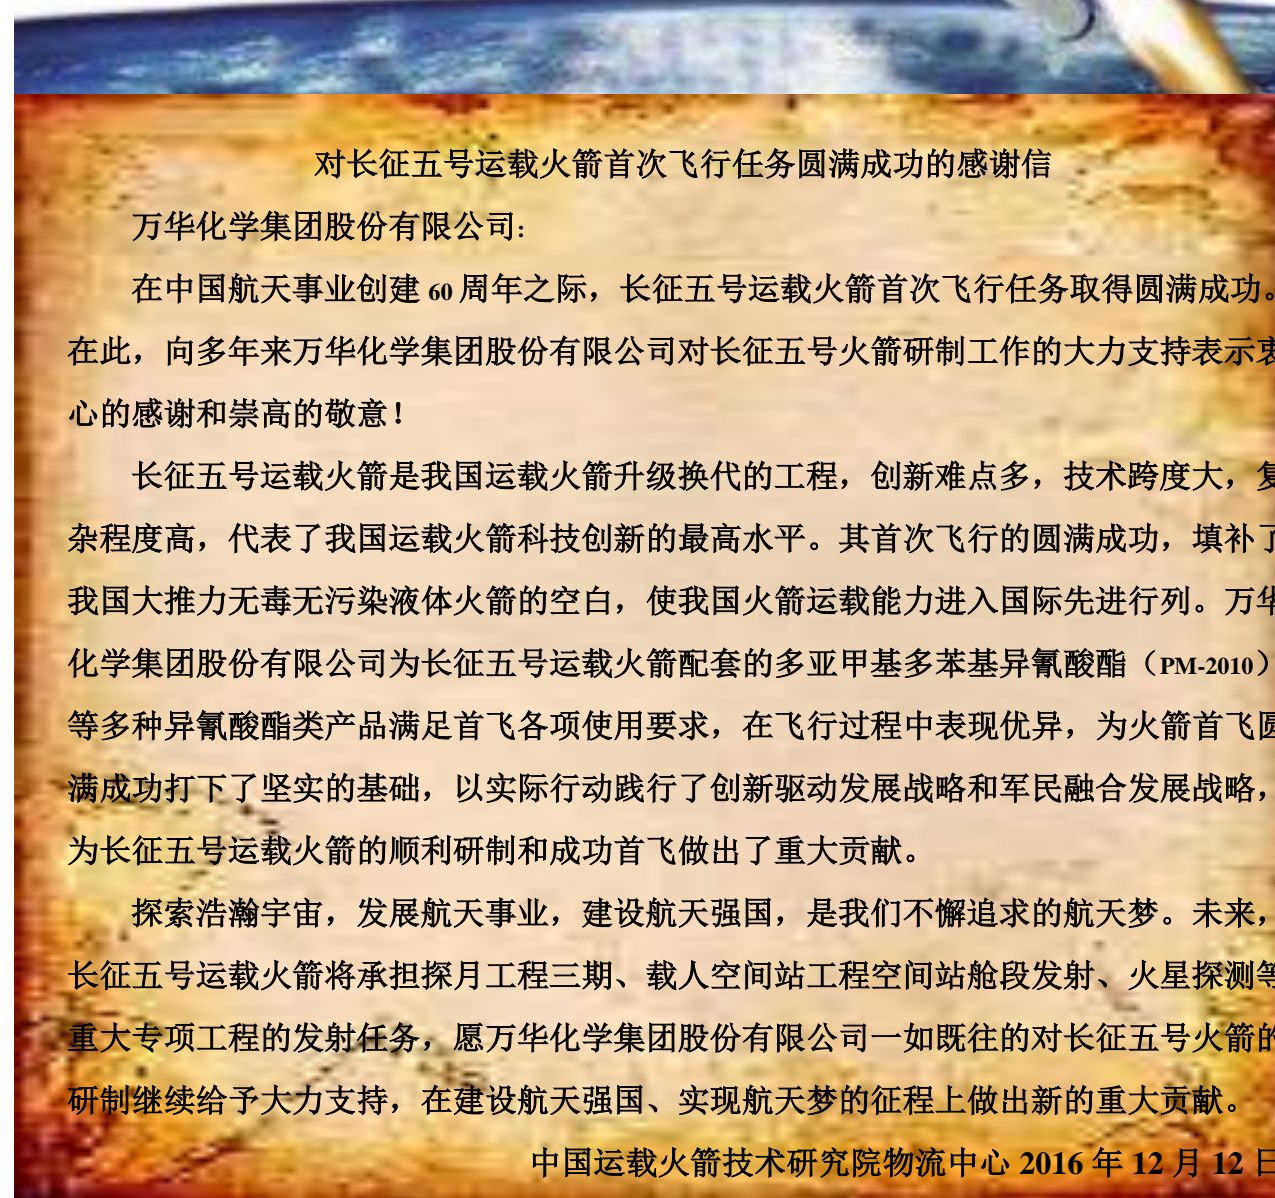 对长征五号运载火箭首次飞行任务圆满成功的感谢信
万华化学集团股份有限公司：
在中国航天事业创建 60 周年之际，长征五号运载火箭首次飞行任务取得圆满成功。
在此，向多年来万华化学集团股份有限公司对长征五号火箭研制工作的大力支持表示衷
心的感谢和崇高的敬意！
长征五号运载火箭是我国运载火箭升级换代的工程，创新难点多，技术跨度大，复
杂程度高，代表了我国运载火箭科技创新的最高水平。其首次飞行的圆满成功，填补了
我国大推力无毒无污染液体火箭的空白，使我国火箭运载能力进入国际先进行列。万华
化学集团股份有限公司为长征五号运载火箭配套的多亚甲基多苯基异氰酸酯（PM-2010）
等多种异氰酸酯类产品满足首飞各项使用要求，在飞行过程中表现优异，为火箭首飞圆
满成功打下了坚实的基础，以实际行动践行了创新驱动发展战略和军民融合发展战略，
为长征五号运载火箭的顺利研制和成功首飞做出了重大贡献。
探索浩瀚宇宙，发展航天事业，建设航天强国，是我们不懈追求的航天梦。未来，
长征五号运载火箭将承担探月工程三期、载人空间站工程空间站舱段发射、火星探测等
重大专项工程的发射任务，愿万华化学集团股份有限公司一如既往的对长征五号火箭的
研制继续给予大力支持，在建设航天强国、实现航天梦的征程上做出新的重大贡献。
中国运载火箭技术研究院物流中心 2016 年 12 月 12 日